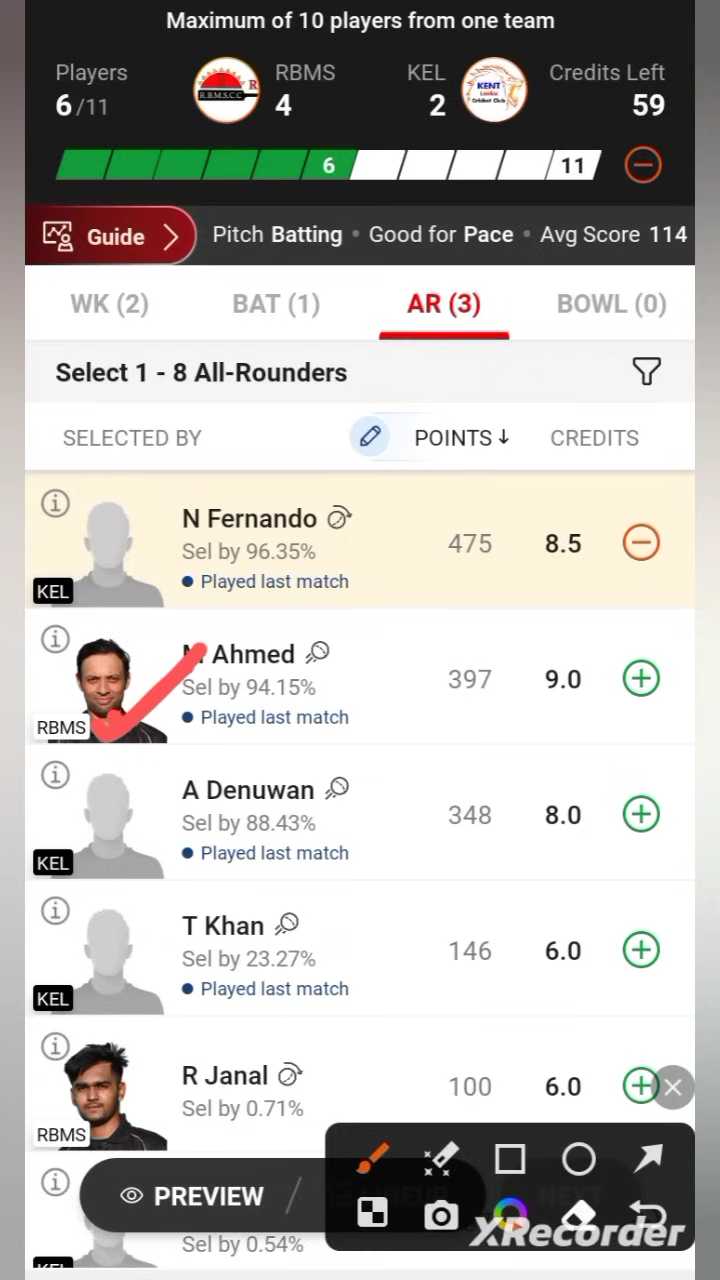 Maximum of 10 players from one team
Players RBMS KEL Credits Left
6/11 4 2 59
R
R.B.M.S.C.C
KENT
Lanka
Cricket Club
6 11
Guide Pitch Batting • Good for Pace • Avg Score 114
WK (2) BAT (1) AR (3) BOWL (0)
Select 1 - 8 All-Rounders
SELECTED BY POINTS↓ CREDITS
N Fernando
475 8.5
Sel by 96.35%
KEL • Played last match
M Ahmed
397 9.0
Sel by 94.15%
RBMS • Played last match
A Denuwan
348 8.0
Sel by 88.43%
KEL • Played last match
T Khan
146 6.0
Sel by 23.27%
KEL • Played last match
R Janal
100 6.0
Sel by 0.71%
RBMS
PREVIEW
XRecorder
Sel by 0.54%
KEL